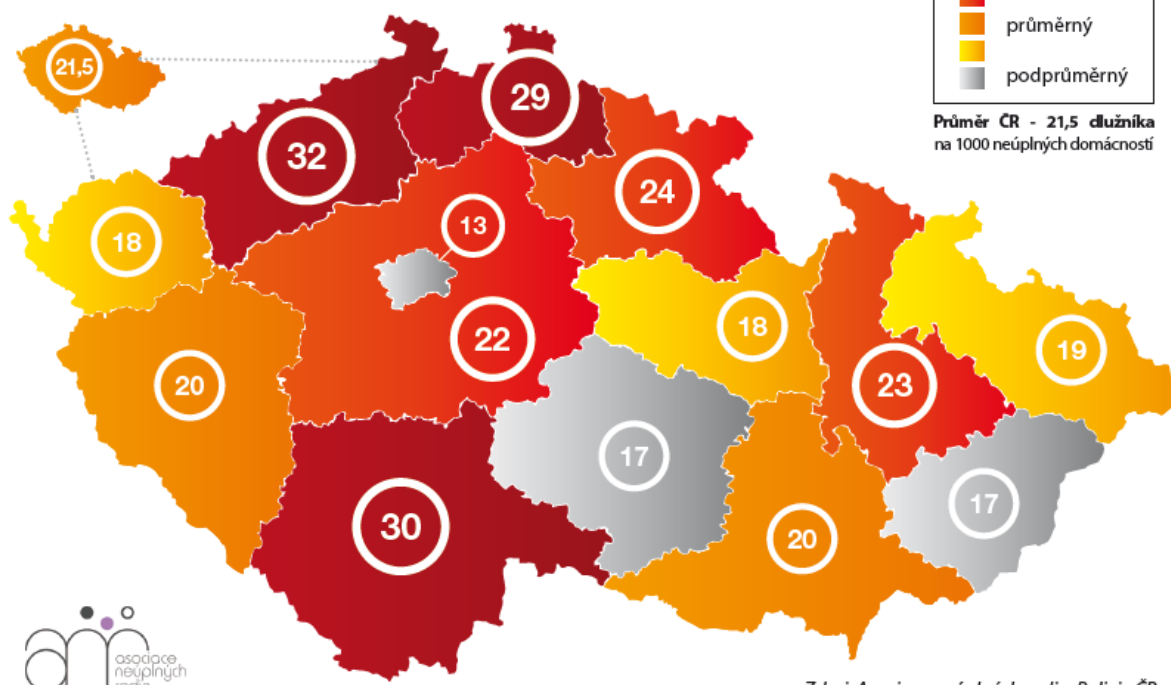 průměrný
podprůměrný
Průměr ČR - 21,5 dlužníka
na 1000 neúplných domácností
21,5
32
29
24
18
13
22
18
19
20
23
17
17
30
20
asociace
neúplných